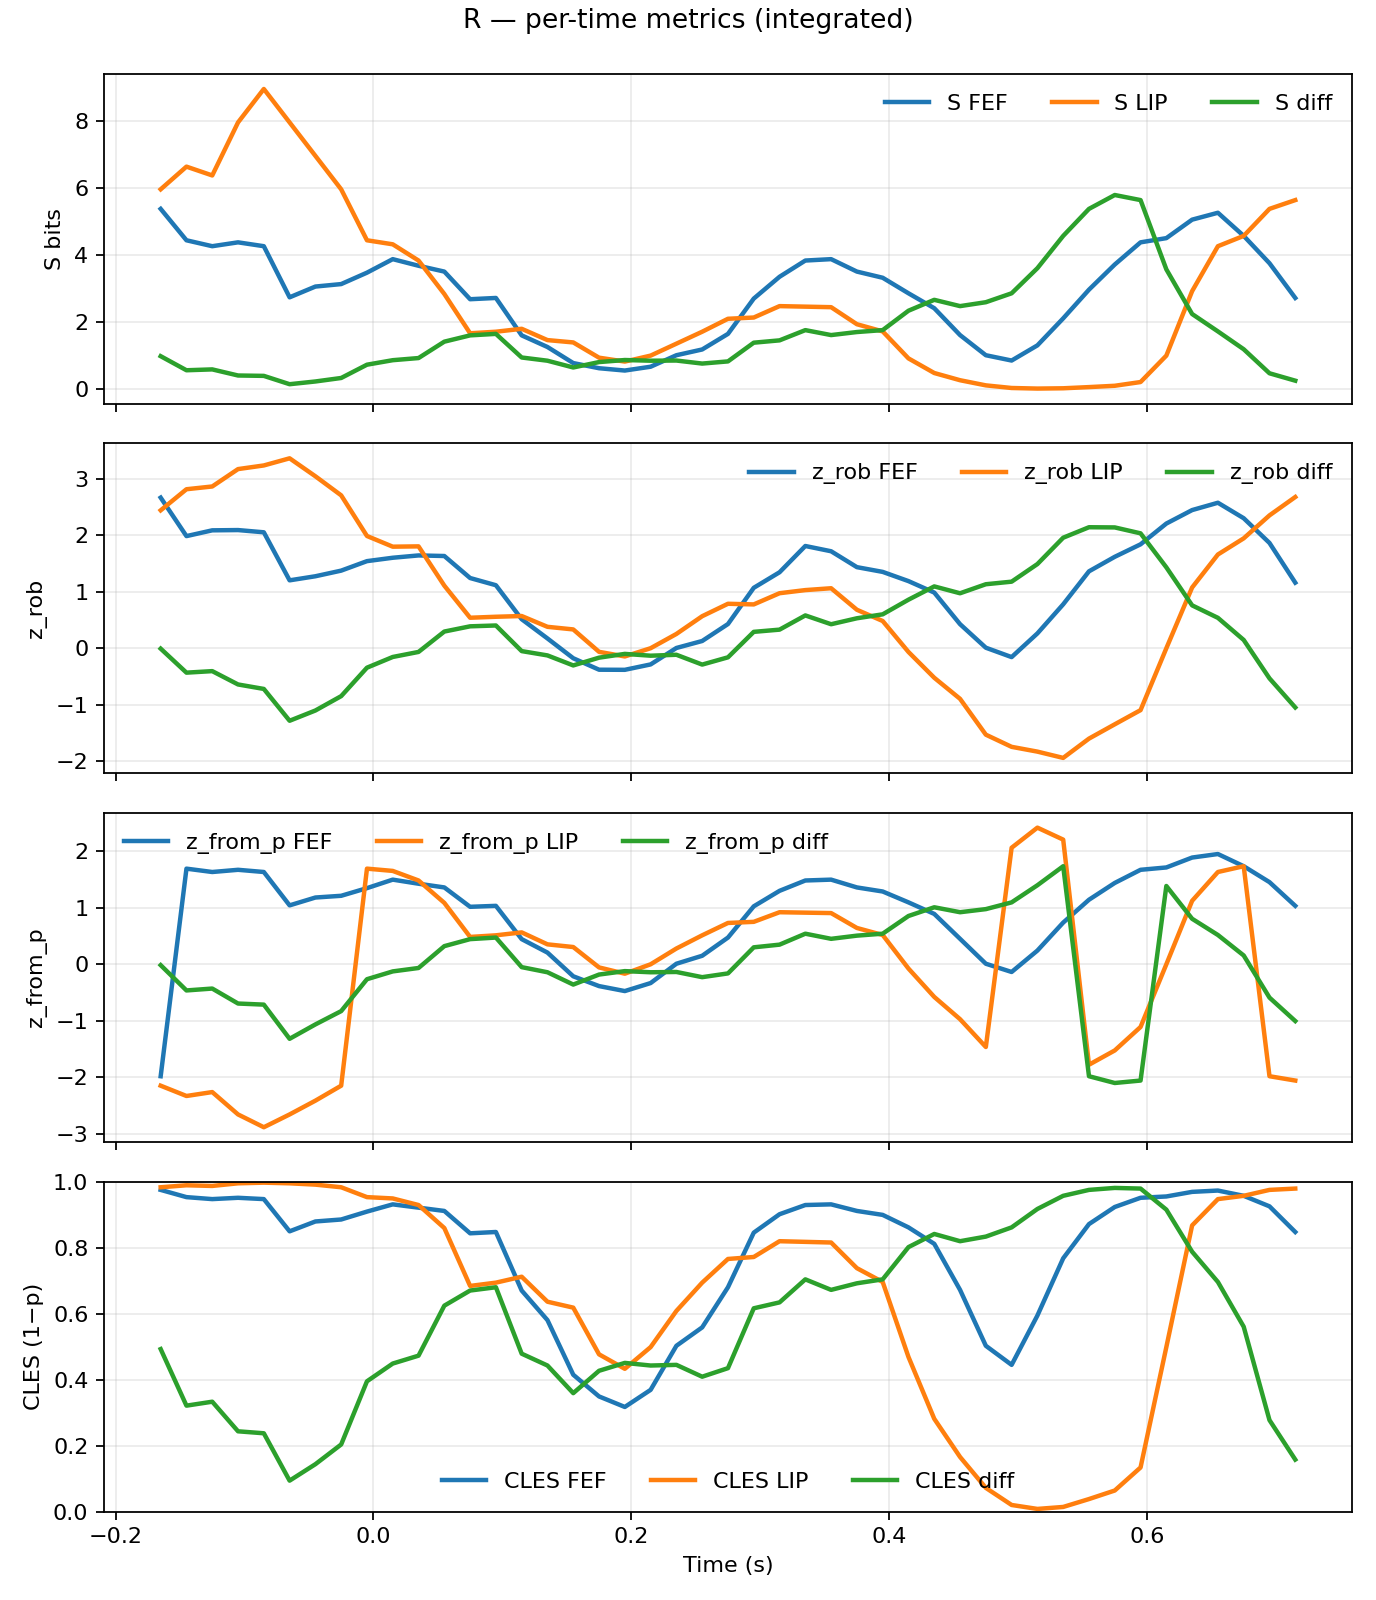 R — per-time metrics (integrated)
S FEF S LIP S diff
8
6
4
2
0
S bits
z_rob FEF z_rob LIP z_rob diff
3
2
1
0
−1
−2
z_rob
z_from_p FEF z_from_p LIP z_from_p diff
2
1
0
−1
−2
−3
z_from_p
1.0
0.8
0.6
0.4
0.2
0.0
CLES (1−p)
CLES FEF CLES LIP CLES diff
−0.2 0.0 0.2 0.4 0.6
Time (s)